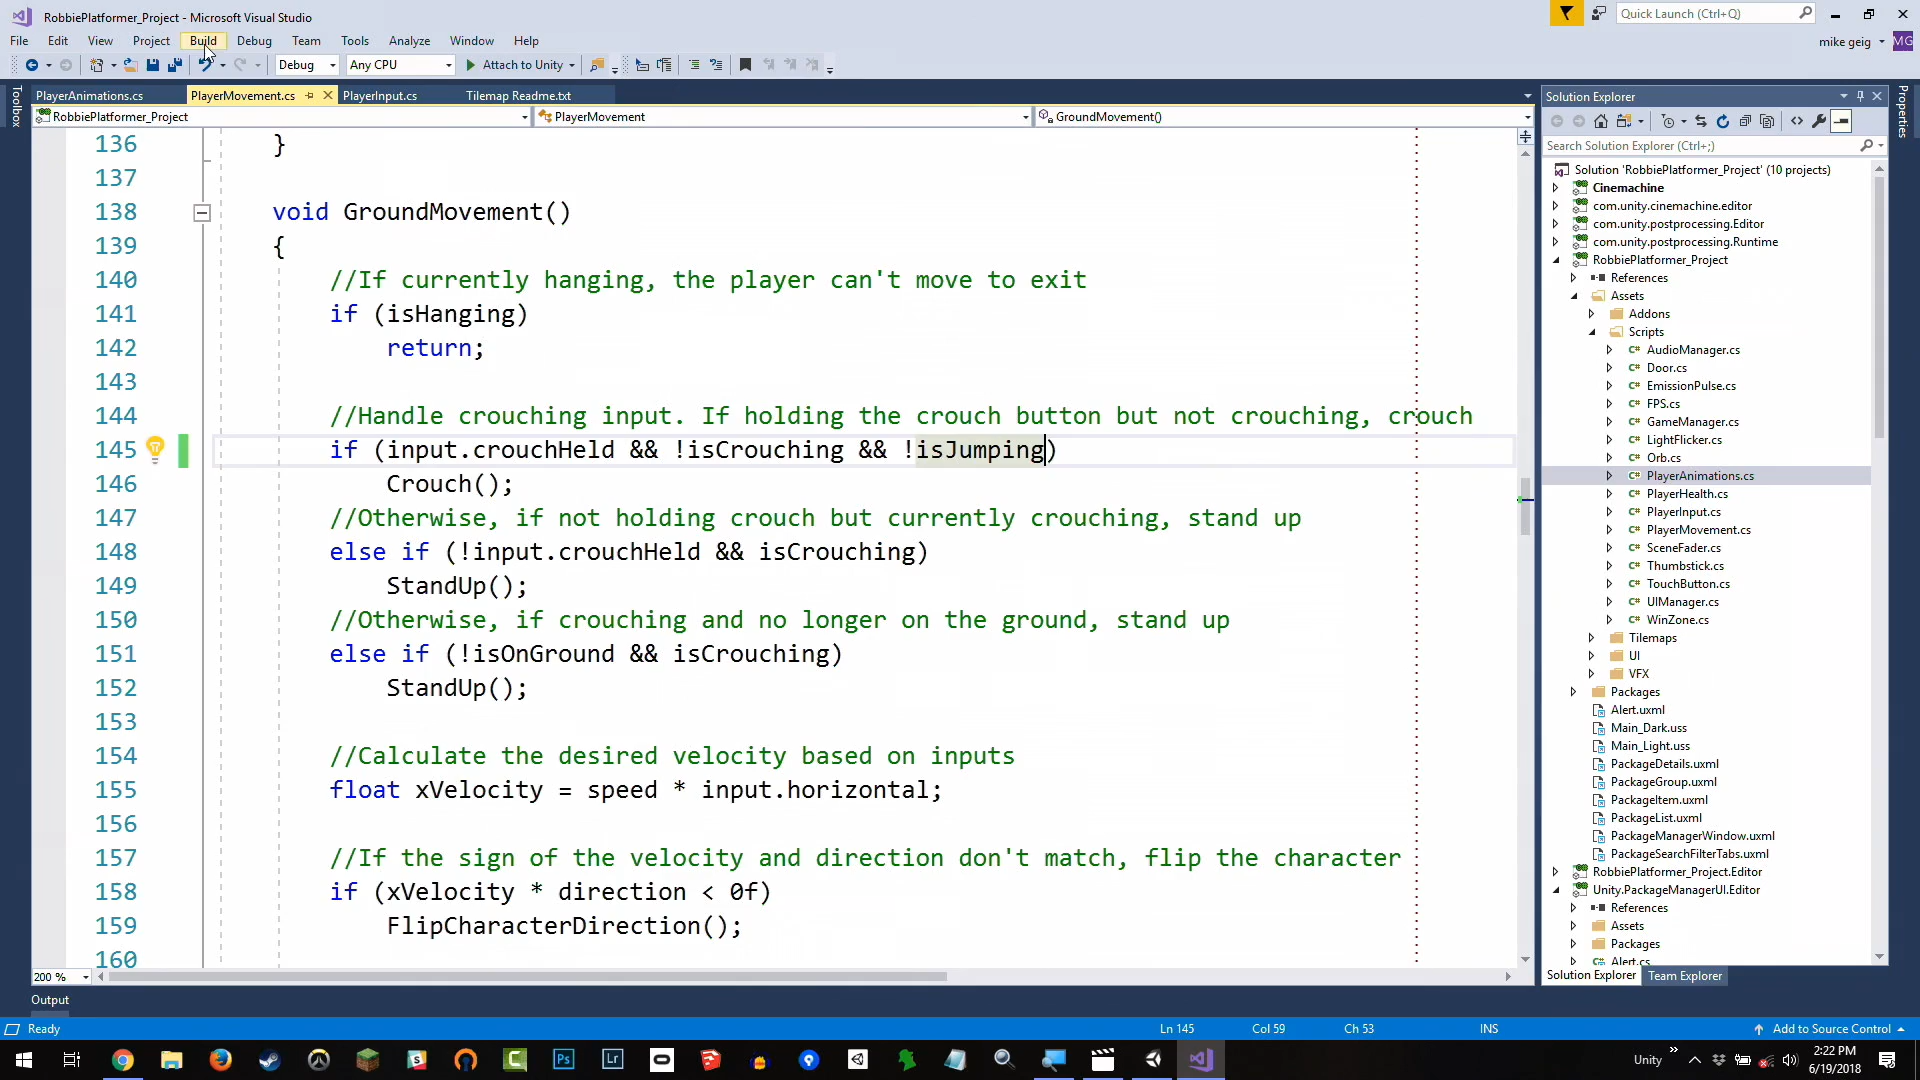 RobbiePlatformer_Project - Microsoft Visual Studio
Quick Launch (Ctrl+Q)
File Edit View Project Build Debug Team Tools Analyze Window Help
mike geig
MG
Debug
Any CPU
Attach to Unity
Toolbox
PlayerAnimations.cs
PlayerMovement.cs
PlayerInput.cs
Tilemap Readme.txt
RobbiePlatformer_Project
PlayerMovement
GroundMovement()
136 }
137
138 void GroundMovement()
139 {
140 //If currently hanging, the player can't move to exit
141 if (isHanging)
142 return;
143
144 //Handle crouching input. If holding the crouch button but not crouching, crouch
145 if (input.crouchHeld && !isCrouching && !isJumping)
146 Crouch();
147 //Otherwise, if not holding crouch but currently crouching, stand up
148 else if (!input.crouchHeld && isCrouching)
149 StandUp();
150 //Otherwise, if crouching and no longer on the ground, stand up
151 else if (!isOnGround && isCrouching)
152 StandUp();
153
154 //Calculate the desired velocity based on inputs
155 float xVelocity = speed * input.horizontal;
156
157 //If the sign of the velocity and direction don't match, flip the character
158 if (xVelocity * direction < 0f)
159 FlipCharacterDirection();
160
200 %
Solution Explorer
Properties
Search Solution Explorer (Ctrl+;)
Solution 'RobbiePlatformer_Project' (10 projects)
Cinemachine
com.unity.cinemachine.editor
com.unity.postprocessing.Editor
com.unity.postprocessing.Runtime
RobbiePlatformer_Project
References
Assets
Addons
Scripts
C# AudioManager.cs
C# Door.cs
C# EmissionPulse.cs
C# FPS.cs
C# GameManager.cs
C# LightFlicker.cs
C# Orb.cs
C# PlayerAnimations.cs
C# PlayerHealth.cs
C# PlayerInput.cs
C# PlayerMovement.cs
C# SceneFader.cs
C# Thumbstick.cs
C# TouchButton.cs
C# UIManager.cs
C# WinZone.cs
Tilemaps
UI
VFX
Packages
Alert.uxml
Main_Dark.uss
Main_Light.uss
PackageDetails.uxml
PackageGroup.uxml
PackageItem.uxml
PackageList.uxml
PackageManagerWindow.uxml
PackageSearchFilterTabs.uxml
RobbiePlatformer_Project.Editor
Unity.PackageManagerUI.Editor
References
Assets
Packages
C# Alert.cs
Solution Explorer
Team Explorer
Output
Ready
Ln 145
Col 59
Ch 53
INS
Add to Source Control
Ps
Lr
Unity
2:22 PM
6/19/2018